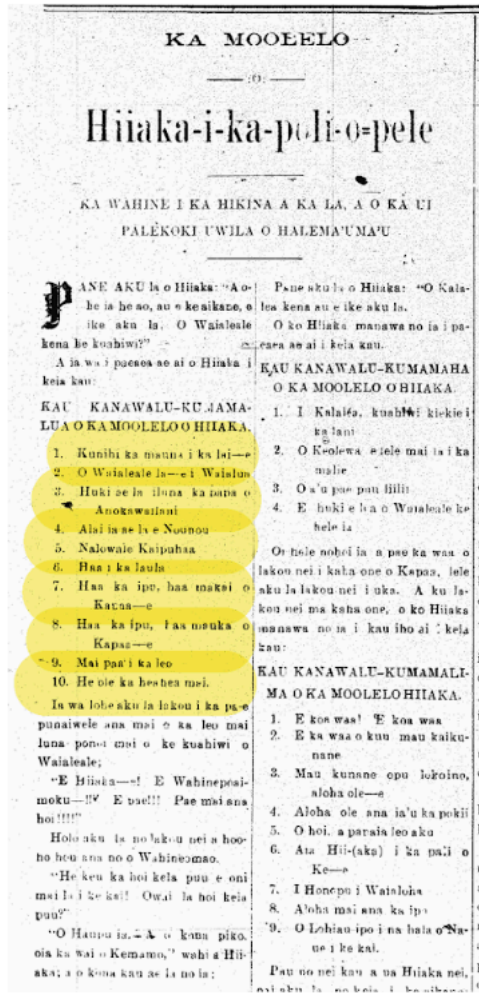 KA MOOLELO
:O:
Hiiaka-i-ka-poli-o-pele
KA WAHINE I KA HIKINA A KA LA, A O KA UI
PALEKOKI UWILA O HALEMA'UMA'U
PANE AKU la o Hiiaka: "A o-
he ia he ao, au e ke aikane, e
ike aku la. O Waialeale
kena he kuahiwi?"
A ia wa i paeaea ae ai o Hiiaka i
keia kau:
KAU KANAWALU-KUMAMA-
LUA O KA MOOLELO O HIIAKA.
1. Kunihi ka mauna i ka lai—e
2. O Waialeale la—e i Wailua
3. Huki ae la iluna ka papa o
Anokawailani
4. Alai ia ae la e Nounou
5. Nalowale Kaipuhaa
6. Haa i ka laula
7. Haa ka ipu, haa makai o
Kapaa—e
8. Haa ka ipu, haa mauka o
Kapaa—e
9. Mai paa i ka leo
10. He ole ka heahea mai.
Ia wa lohe aku la lakou i ka pa-e
punaiwele ana mai o ka leo mai
luna ponoi mai o ke kuahiwi o
Waialeale;
"E Hiiaka—e! E Wahinepoai-
moku—!! E pae!!! Pae mai ana
hoi!!!!"
Holo aku la no lakou nei a hoo-
ho hou ana no o Wahineomao.
"He keu ka hoi kela puu e oni
mai la i ke kai! Owai la hoi kela
puu?"
"O Haupu ia. A o kona piko,
oia ka wai o Kemamo," wahi a Hii-
aka; a o kona kau ae la no ia:
Pane aku la o Hiiaka: "O Kala-
lea kena au e ike aku la.
O ko Hiiaka manawa no ia i pa-
eaea ae ai i kela kau.
KAU KANAWALU-KUMAMAHA
O KA MOOLELO O HIIAKA.
1. I Kalalea, kuahiwi kiekie i
ka lani
2. O Keolewa e lele mai la i ka
malie
3. O a'u pae puu liilii
4. E huki e la o Waialeale ke
hele la
Oi hele nohoi ia a pae ka waa o
lakou nei i kaha one o Kapaa, lele
aku la lakou nei i uka. A ku la-
kou nei ma kaha one, o ko Hiiaka
manawa no ia i kau iho ai i kela
kau:
KAU KANAWALU-KUMAMALI-
MA O KA MOOLELO HIIAKA.
1. E koa waa! E koa waa
2. E ka waa o kuu mau kaiku-
nane
3. Mau kunane opu lokoino,
aloha ole—e
4. Aloha ole ana ia'u ka pokii
5. O hoi, a paraia leo aku
6. Ata Hii-(aka) i ka pali o
Ke—e
7. I Honopu i Waialoha
8. Aloha mai ana ka ipo
9. O Lohiau-ipo i na hala o Na-
ue i ke kai.
Pau no nei kau a ua Hiiaka nei,